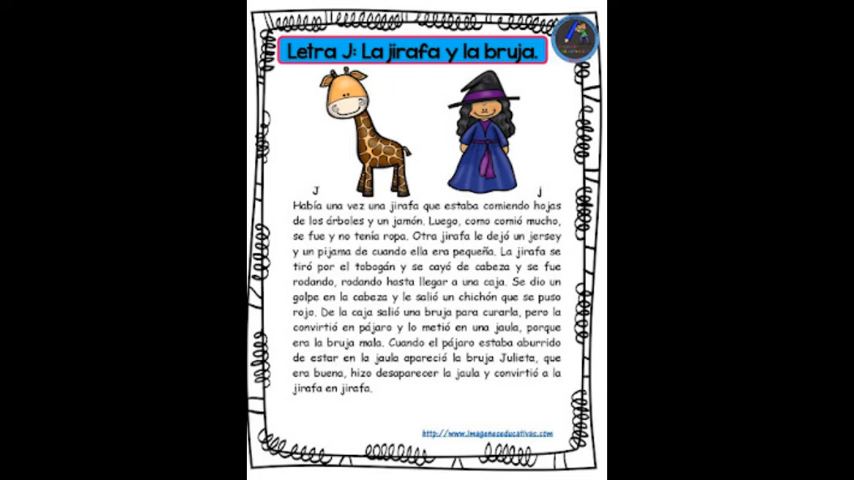 Letra J: La jirafa y la bruja.
J j
Había una vez una jirafa que estaba comiendo hojas
de los árboles y un jamón. Luego, como comió mucho,
se fue y no tenía ropa. Otra jirafa le dejó un jersey
y un pijama de cuando ella era pequeña. La jirafa se
tiró por el tobogán y se cayó de cabeza y se fue
rodando, rodando hasta llegar a una caja. Se dio un
golpe en la cabeza y le salió un chichón que se puso
rojo. De la caja salió una bruja para curarla, pero la
convirtió en pájaro y lo metió en una jaula, porque
era la bruja mala. Cuando el pájaro estaba aburrido
de estar en la jaula apareció la bruja Julieta, que
era buena, hizo desaparecer la jaula y convirtió a la
jirafa en jirafa.
http://www.imageneseducativas.com